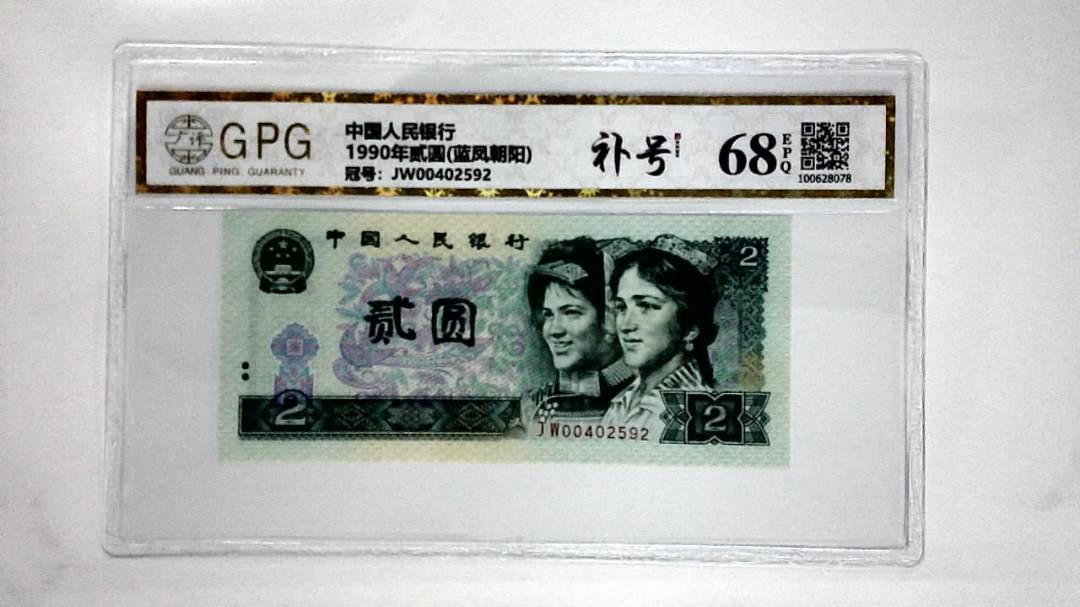 GPG
GUANG PING GUARANTY
中国人民银行
1990年贰圆(蓝凤朝阳)
冠号：JW00402592
补号
68
EPQ
100628078
中国人民银行
2
贰圆
2
JW00402592
2